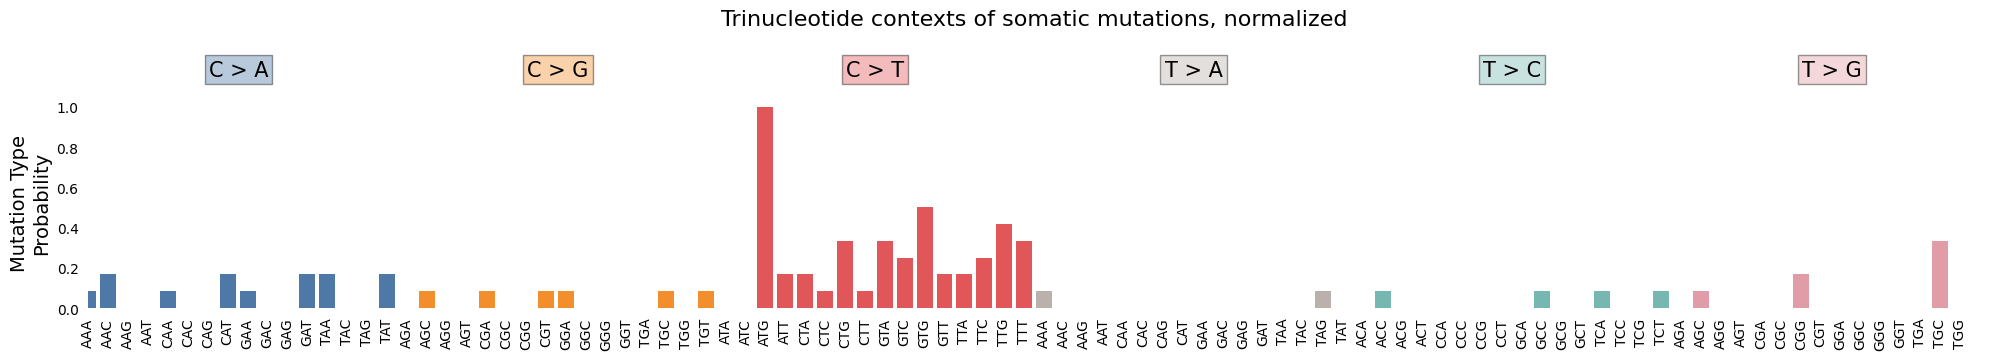 Trinucleotide contexts of somatic mutations, normalized
C > A C > G C > T T > A T > C T > G
Mutation Type
Probability
1.0
0.8
0.6
0.4
0.2
0.0
AAA AAC AAG AAT CAA CAC CAG CAT GAA GAC GAG GAT TAA TAC TAG TAT AGA AGC AGG AGT CGA CGC CGG CGT GGA GGC GGG GGT TGA TGC TGG TGT ATA ATC ATG ATT CTA CTC CTG CTT GTA GTC GTG GTT TTA TTC TTG TTT AAA AAC AAG AAT CAA CAC CAG CAT GAA GAC GAG GAT TAA TAC TAG TAT ACA ACC ACG ACT CCA CCC CCG CCT GCA GCC GCG GCT TCA TCC TCG TCT AGA AGC AGG AGT CGA CGC CGG CGT GGA GGC GGG GGT TGA TGC TGG